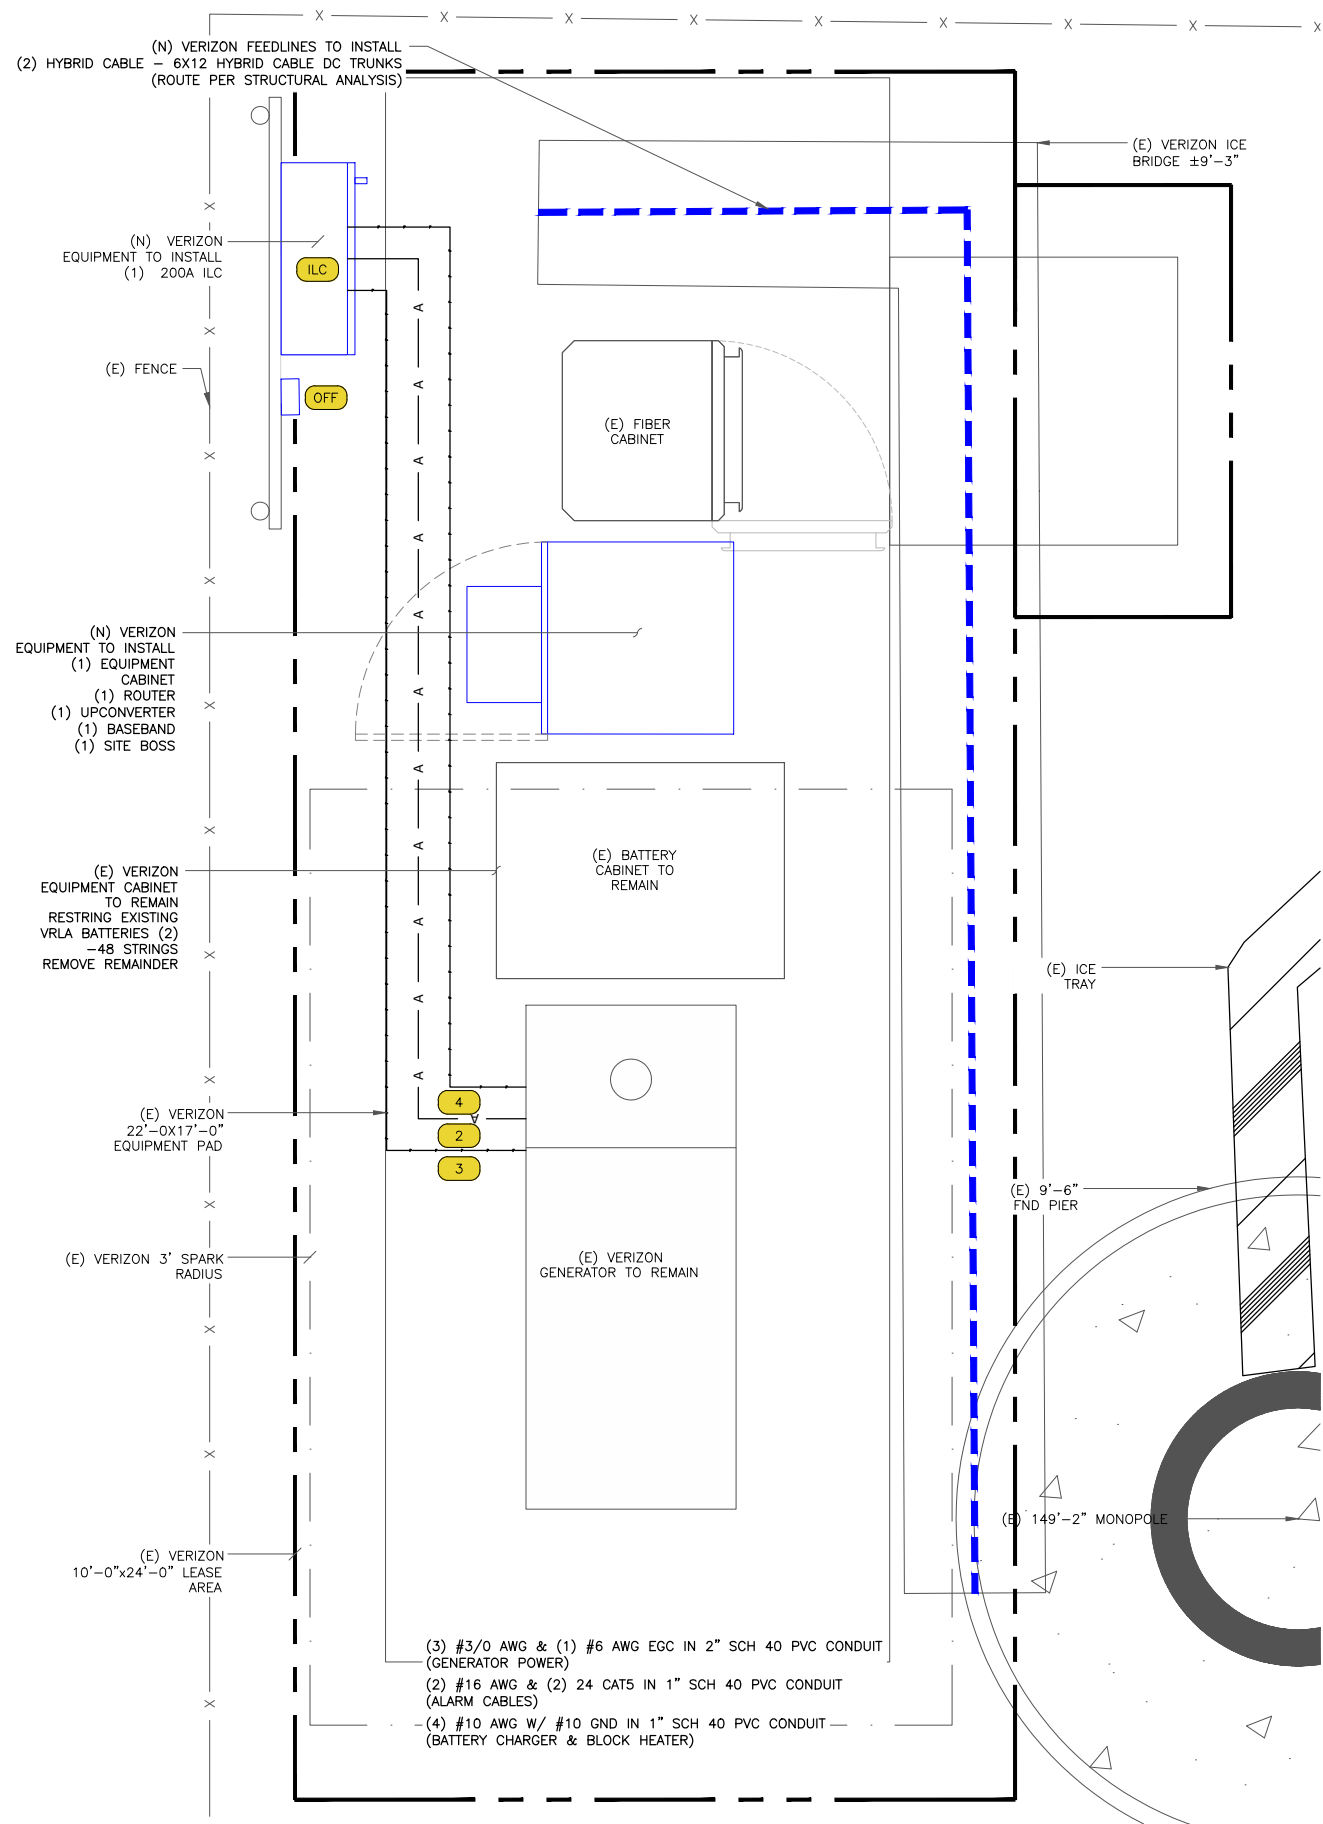 (N) VERIZON FEEDLINES TO INSTALL
(2) HYBRID CABLE – 6X12 HYBRID CABLE DC TRUNKS
(ROUTE PER STRUCTURAL ANALYSIS)
(E) VERIZON ICE
BRIDGE ±9'-3"
(N) VERIZON
EQUIPMENT TO INSTALL
(1) 200A ILC
ILC
(E) FENCE
OFF
(E) FIBER
CABINET
(N) VERIZON
EQUIPMENT TO INSTALL
(1) EQUIPMENT
CABINET
(1) ROUTER
(1) UPCONVERTER
(1) BASEBAND
(1) SITE BOSS
(E) BATTERY
CABINET TO
REMAIN
(E) VERIZON
EQUIPMENT CABINET
TO REMAIN
RESTRING EXISTING
VRLA BATTERIES (2)
-48 STRINGS
REMOVE REMAINDER
(E) ICE
TRAY
4
2
3
(E) VERIZON
22'-0X17'-0"
EQUIPMENT PAD
(E) 9'-6"
FND PIER
(E) VERIZON 3' SPARK
RADIUS
(E) VERIZON
GENERATOR TO REMAIN
(E) 149'-2" MONOPOLE
(E) VERIZON
10'-0"x24'-0" LEASE
AREA
(3) #3/0 AWG & (1) #6 AWG EGC IN 2" SCH 40 PVC CONDUIT
(GENERATOR POWER)
(2) #16 AWG & (2) 24 CAT5 IN 1" SCH 40 PVC CONDUIT
(ALARM CABLES)
(4) #10 AWG W/ #10 GND IN 1" SCH 40 PVC CONDUIT
(BATTERY CHARGER & BLOCK HEATER)